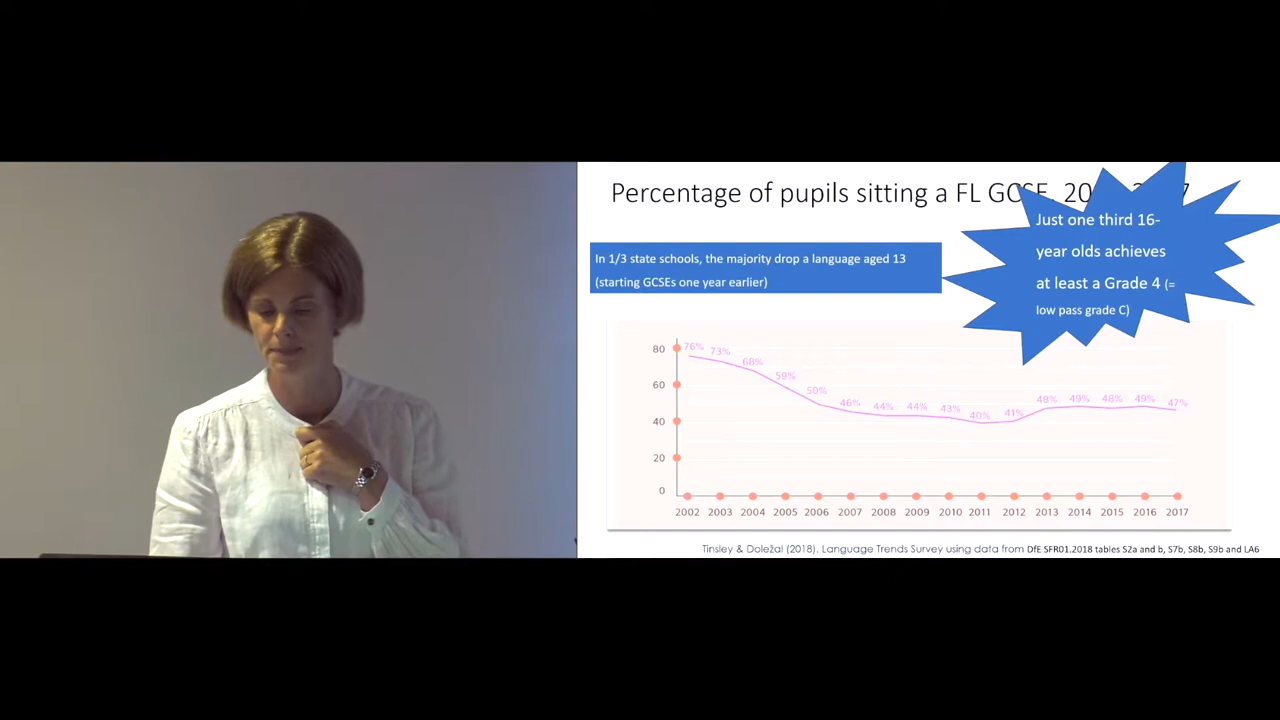 Percentage of pupils sitting a FL GCSE, 20
Just one third 16-
year olds achieves
at least a Grade 4 (=
low pass grade C)
In 1/3 state schools, the majority drop a language aged 13
(starting GCSEs one year earlier)
80
60
40
20
0
76% 73% 68% 59% 50% 46% 44% 44% 43% 40% 41% 48% 49% 48% 49% 47%
2002 2003 2004 2005 2006 2007 2008 2009 2010 2011 2012 2013 2014 2015 2016 2017
Tinsley & Doležal (2018). Language Trends Survey using data from DfE SFR01.2018 tables S2a and b, S7b, S8b, S9b and LA6